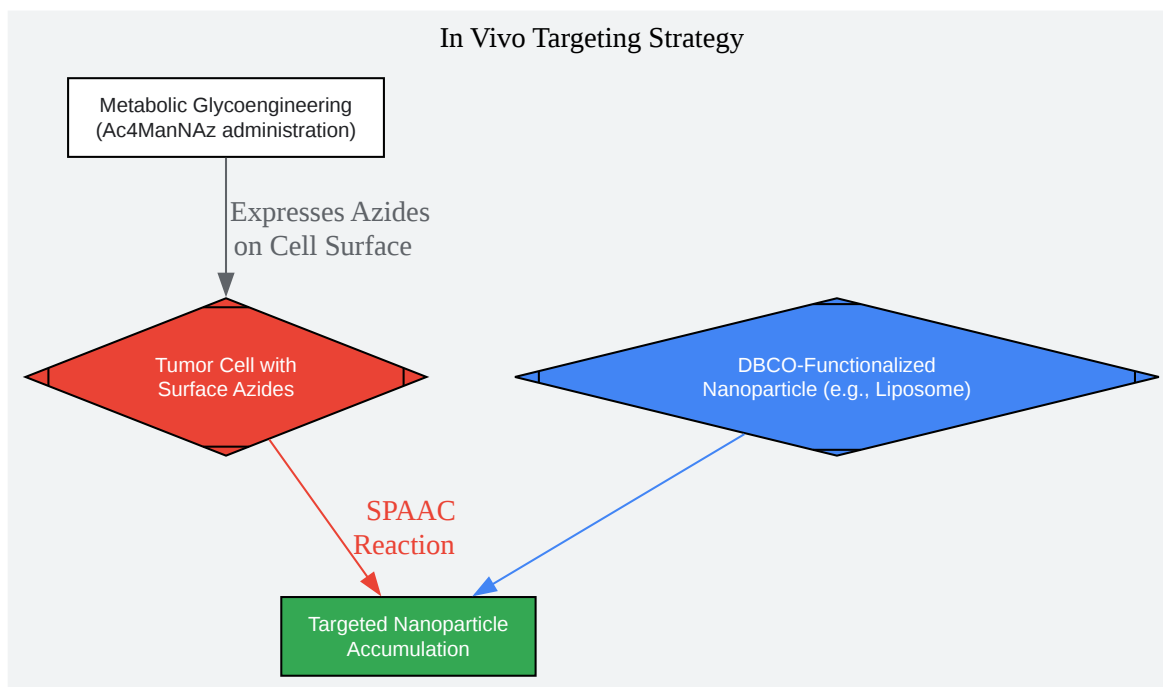 In Vivo Targeting Strategy
Metabolic Glycoengineering
(Ac4ManNAz administration)
Expresses Azides
on Cell Surface
Tumor Cell with
Surface Azides
DBCO-Functionalized
Nanoparticle (e.g., Liposome)
SPAAC
Reaction
Targeted Nanoparticle
Accumulation